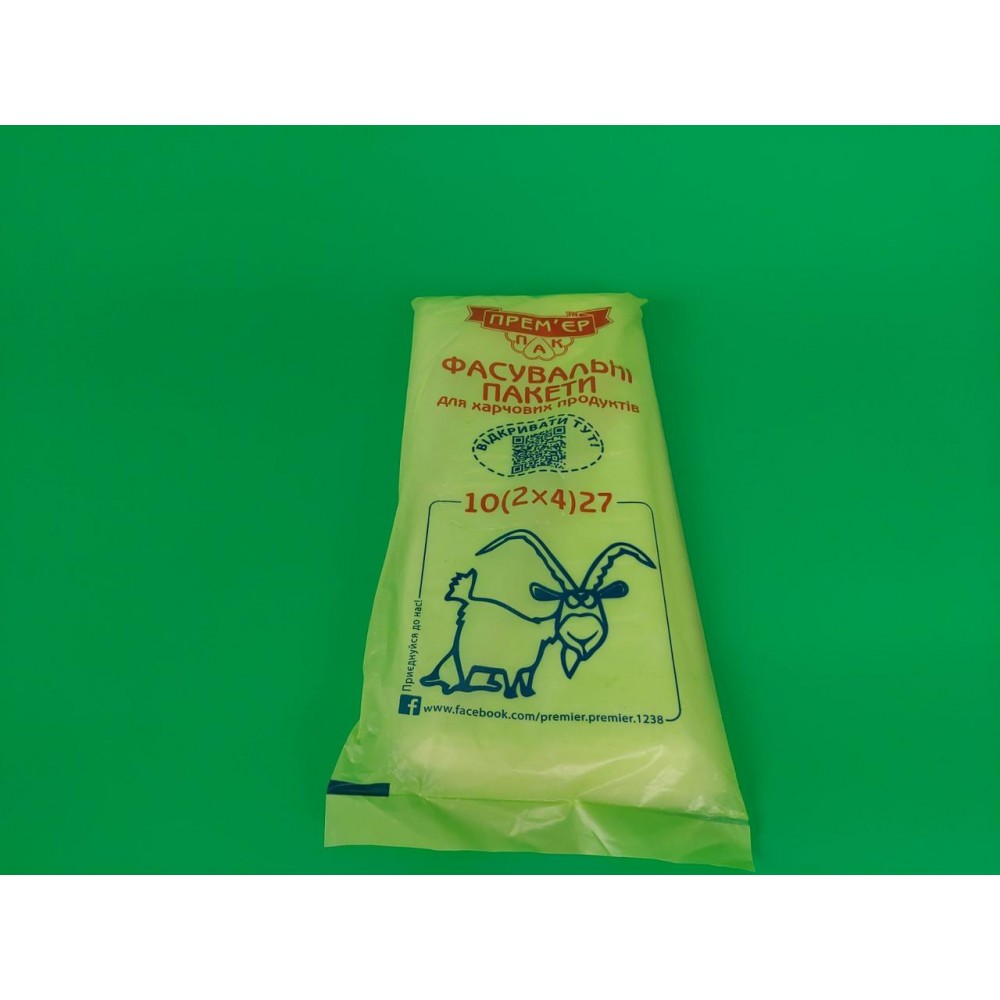 ПРЕМ'ЄР
ПАК
ФАСУВАЛЬНІ
ПАКЕТИ
для харчових продуктів
ВІДКРИВАТИ ТУТ!
10(2×4)27
Приєднуйся до нас!
f www.facebook.com/premier.premier.1238